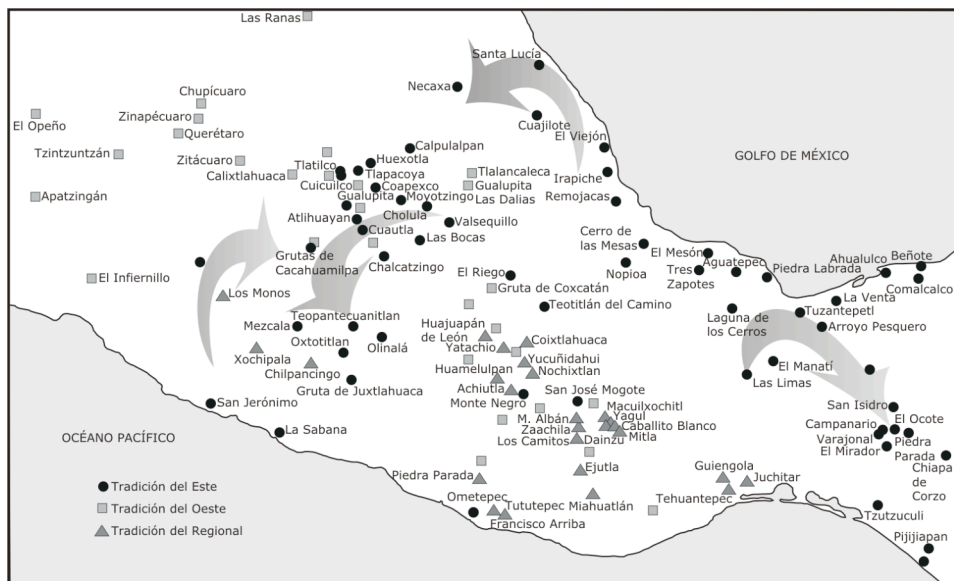 Las Ranas
Santa Lucía
Necaxa
Chupícuaro
El Opeño
Zinapécuaro
Cuajilote
Querétaro
El Viejón
Calpulalpan
Tzintzuntzán
Zitácuaro
Huexotla
GOLFO DE MÉXICO
Tlatilco
Tlapacoya
Tlalancaleca
Calixtlahuaca
Irapiche
Cuicuilco
Coapexco
Gualupita
Apatzingán
Gualupita
Moyotzingo
Las Dalias
Remojacas
Atlihuayan
Cholula
Valsequillo
Cuautla
Cerro de
las Mesas
Las Bocas
Grutas de
Cacahuamilpa
El Mesón
Ahualulco
Beñote
Chalcatzingo
Nopioa
Tres
Zapotes
Aguatepec
Piedra Labrada
El Infiernillo
El Riego
Comalcalco
Gruta de Coxcatán
Los Monos
La Venta
Teotitlán del Camino
Teopantecuanitlan
Laguna de
los Cerros
Tuzantepetl
Mezcala
Huajuapán
de León
Arroyo Pesquero
Oxtotitlan
Olinalá
Coixtlahuaca
Yatachio
Xochipala
Yucuñidahui
El Manatí
Chilpancingo
Huamelulpan
Nochixtlan
Las Limas
Gruta de Juxtlahuaca
Achiutla
Monte Negro
San José Mogote
San Jerónimo
Macuilxochitl
San Isidro
M. Albán
Yagul
El Ocote
Zaachila
Caballito Blanco
Campanario
La Sabana
Los Camitos
Dainzu
Mitla
Varajonal
Piedra
Parada
OCÉANO PACÍFICO
El Mirador
Chiapa
de
Corzo
Piedra Parada
Ejutla
Guiengola
Juchitar
Tradición del Este
Ometepec
Tututepec
Miahuatlán
Tehuantepec
Tradición del Oeste
Tzutzuculi
Francisco Arriba
Tradición del Regional
Pijijiapan